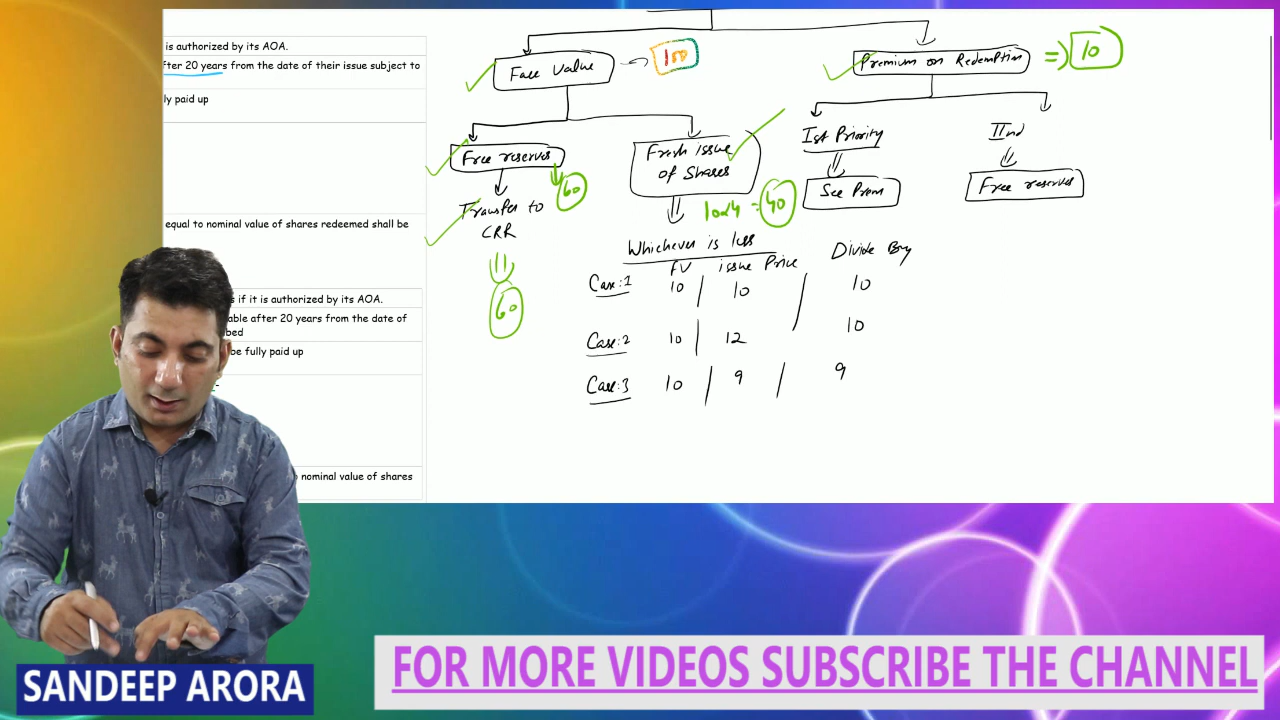 is authorized by its AOA.
fter 20 years from the date of their issue subject to
ly paid up
equal to nominal value of shares redeemed shall be
s if it is authorized by its AOA.
able after 20 years from the date of
bed
be fully paid up
nominal value of shares
Face Value
100
Premium on Redemption
=> 10
Free reserves
60
Transfer to
CRR
60
Fresh issue
of Shares
10x4 = 40
Ist Priority
See Prem
IInd
Free reserves
Whichever is less
FV issue Price Divide By
Case:1 10 10 10
Case:2 10 12 10
Case:3 10 9 9
SANDEEP ARORA
FOR MORE VIDEOS SUBSCRIBE THE CHANNEL